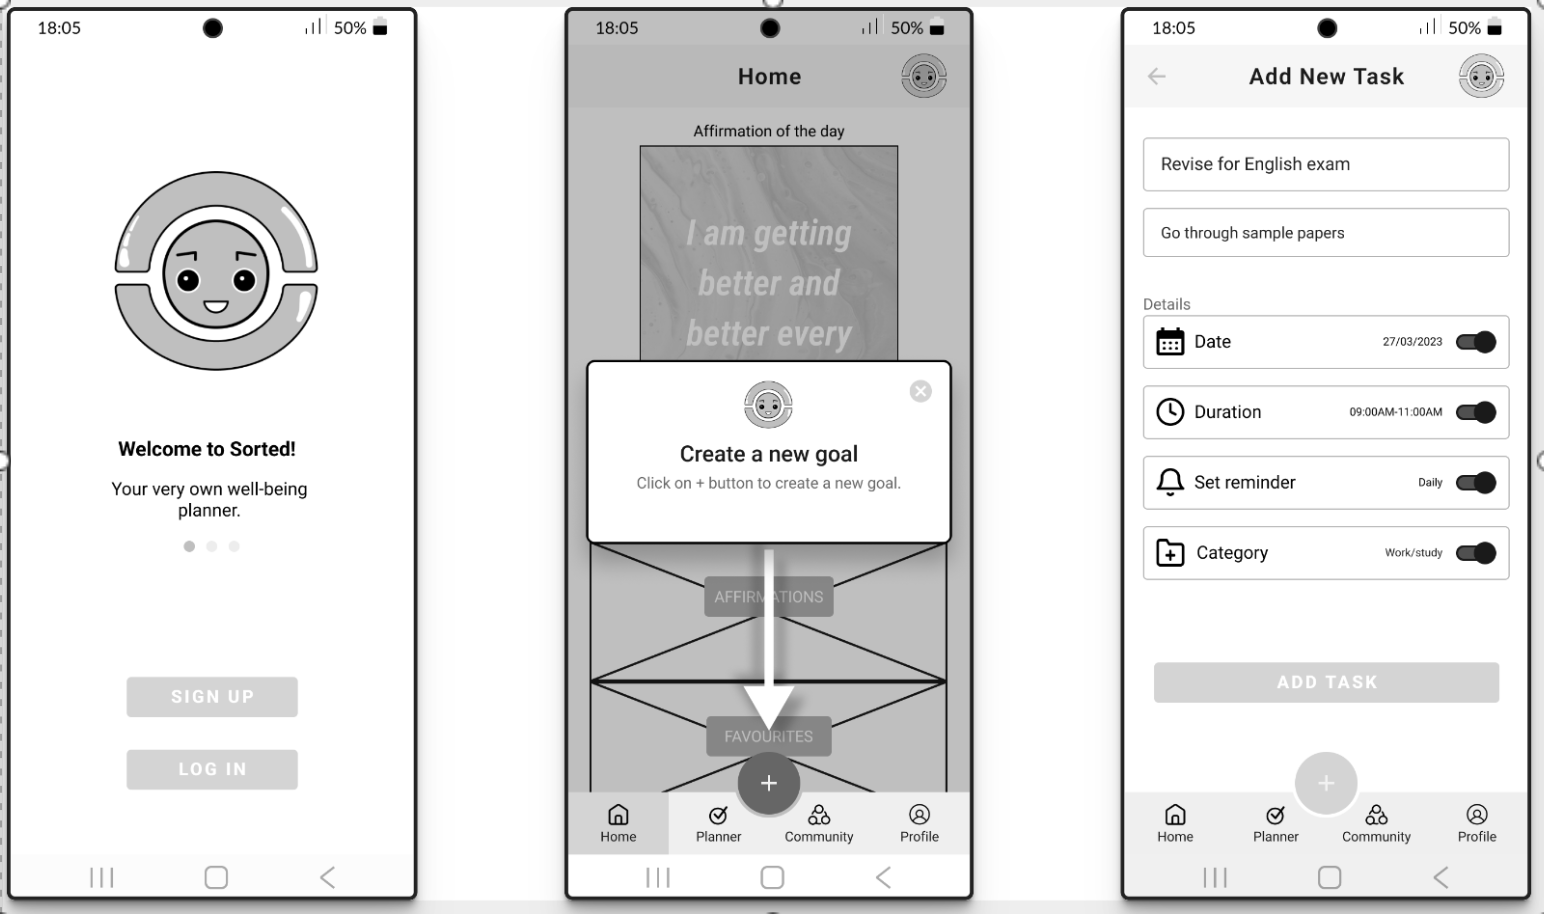 18:05
50%
Welcome to Sorted!
Your very own well-being
planner.
SIGN UP
LOG IN
18:05
50%
Home
Affirmation of the day
I am getting
better and
better every
Create a new goal
Click on + button to create a new goal.
AFFIRMATIONS
FAVOURITES
+
Home
Planner
Community
Profile
18:05
50%
Add New Task
Revise for English exam
Go through sample papers
Details
Date
27/03/2023
Duration
09:00AM-11:00AM
Set reminder
Daily
Category
Work/study
ADD TASK
+
Home
Planner
Community
Profile